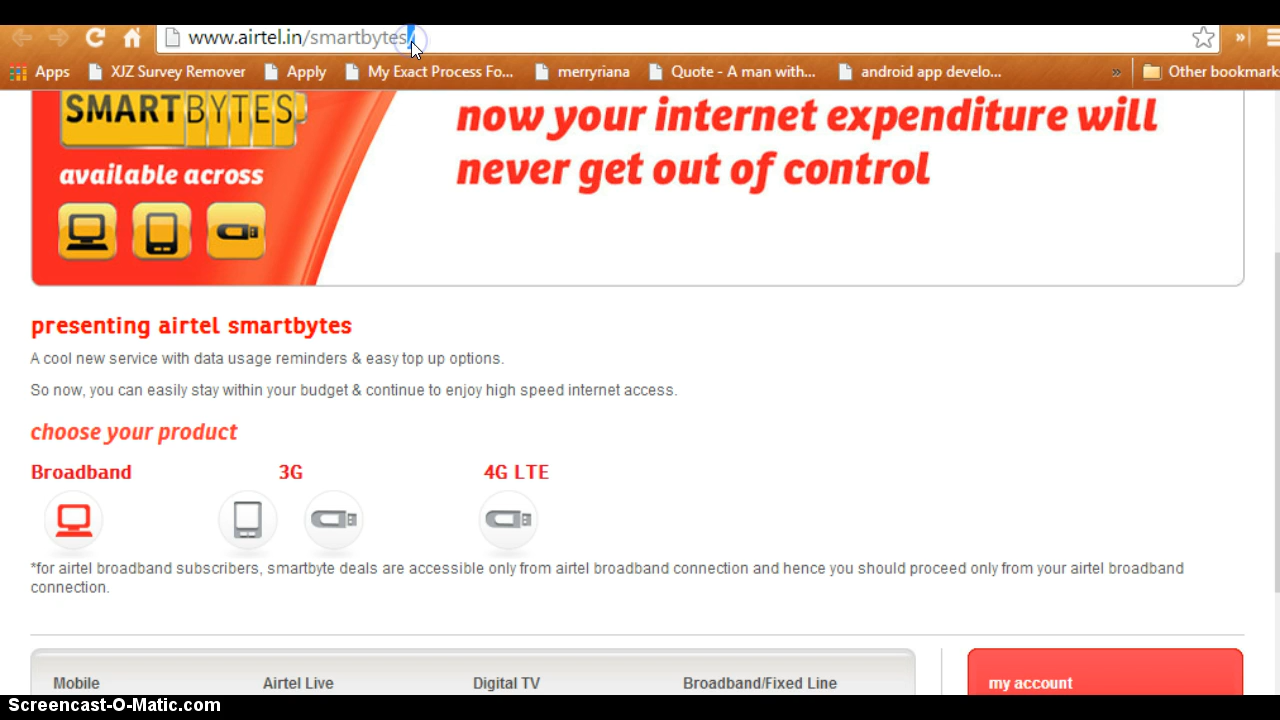 www.airtel.in/smartbytes/
»
Apps XJZ Survey Remover Apply My Exact Process Fo... merryriana Quote - A man with... android app develo... » Other bookmark
SMARTBYTES
available across
now your internet expenditure will
never get out of control
presenting airtel smartbytes
A cool new service with data usage reminders & easy top up options.
So now, you can easily stay within your budget & continue to enjoy high speed internet access.
choose your product
Broadband 3G 4G LTE
*for airtel broadband subscribers, smartbyte deals are accessible only from airtel broadband connection and hence you should proceed only from your airtel broadband
connection.
Mobile Airtel Live Digital TV Broadband/Fixed Line my account
Screencast-O-Matic.com